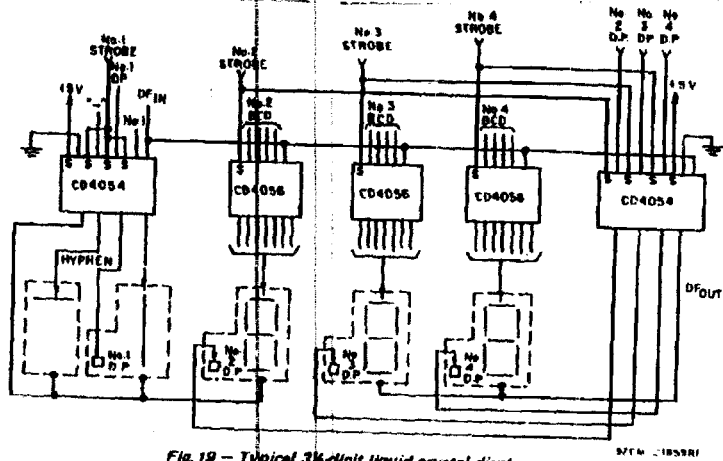 No.1
STROBE
No.1
DP
DF IN
+5V
"–"
No 1
No.2
STROBE
No.2
BCD
No.3
STROBE
No 3
BCD
No 4
STROBE
No 4
BCD
No
2
D.P.
No
3
D.P.
No
4
D.P.
+5V
S S S S
CD4054
S
CD4056
S
CD4056
S
CD4056
S S S S
CD4054
HYPHEN
DF OUT
No.1
D.P.
No
2
D.P
No
3
D.P
No
4
D.P
Fig. 19 – Typical 3½-digit liquid crystal